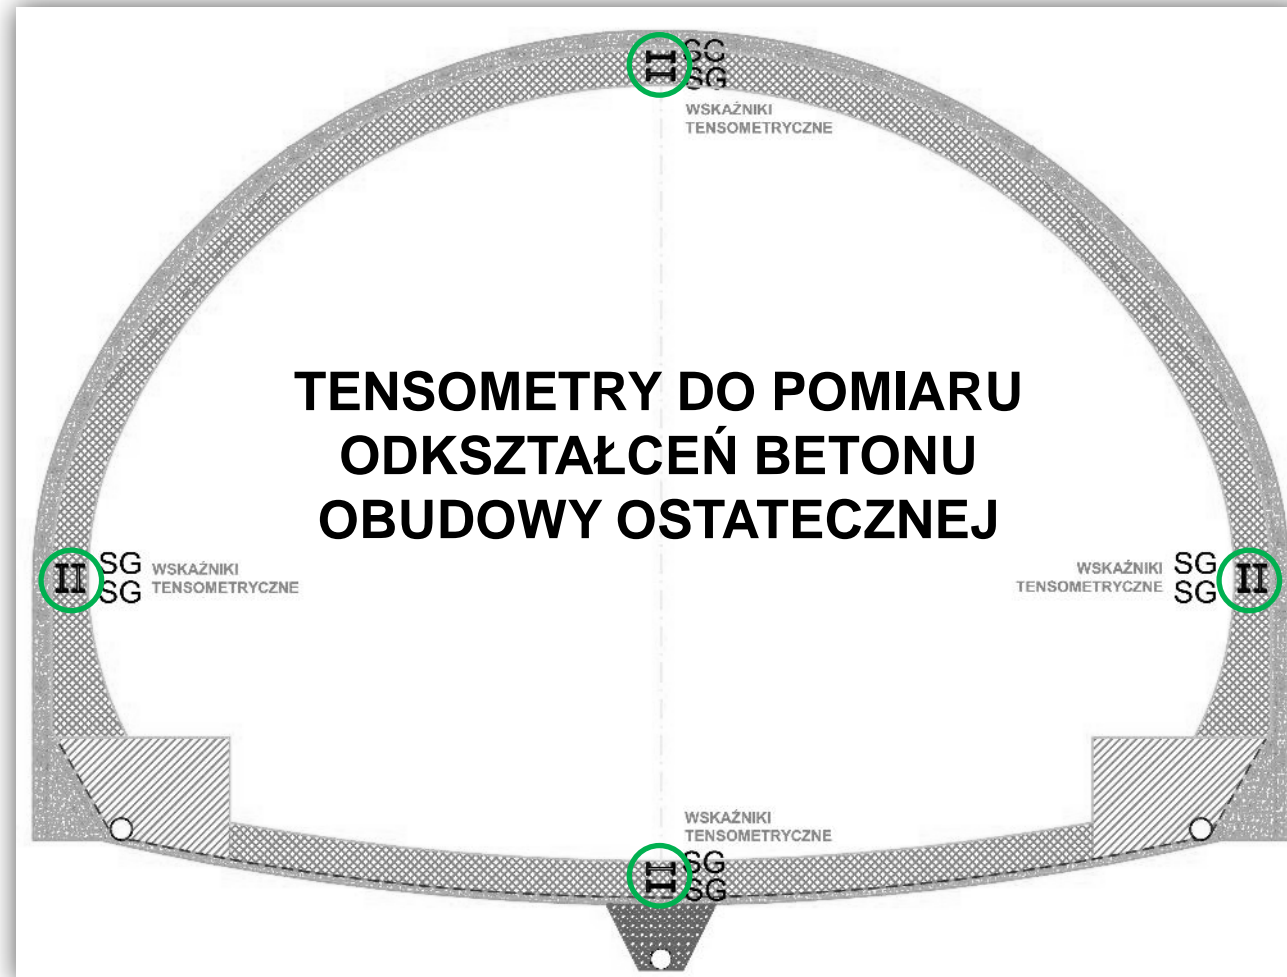 SG
SG
WSKAŹNIKI
TENSOMETRYCZNE
TENSOMETRY DO POMIARU
ODKSZTAŁCEŃ BETONU
OBUDOWY OSTATECZNEJ
SG
SG
WSKAŹNIKI
TENSOMETRYCZNE
WSKAŹNIKI
TENSOMETRYCZNE
SG
SG
WSKAŹNIKI
TENSOMETRYCZNE
SG
SG